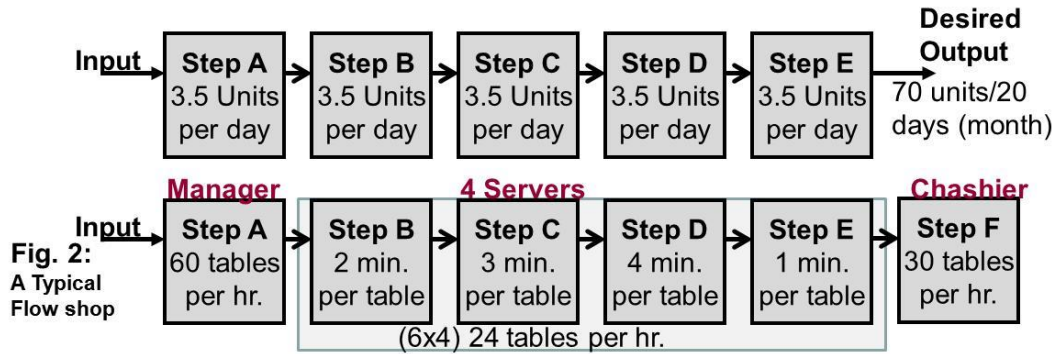 Input
Step A
3.5 Units
per day
Step B
3.5 Units
per day
Step C
3.5 Units
per day
Step D
3.5 Units
per day
Step E
3.5 Units
per day
Desired
Output
70 units/20
days (month)
Manager
4 Servers
Chashier
Input
Fig. 2:
A Typical
Flow shop
Step A
60 tables
per hr.
Step B
2 min.
per table
Step C
3 min.
per table
Step D
4 min.
per table
Step E
1 min.
per table
Step F
30 tables
per hr.
(6x4) 24 tables per hr.